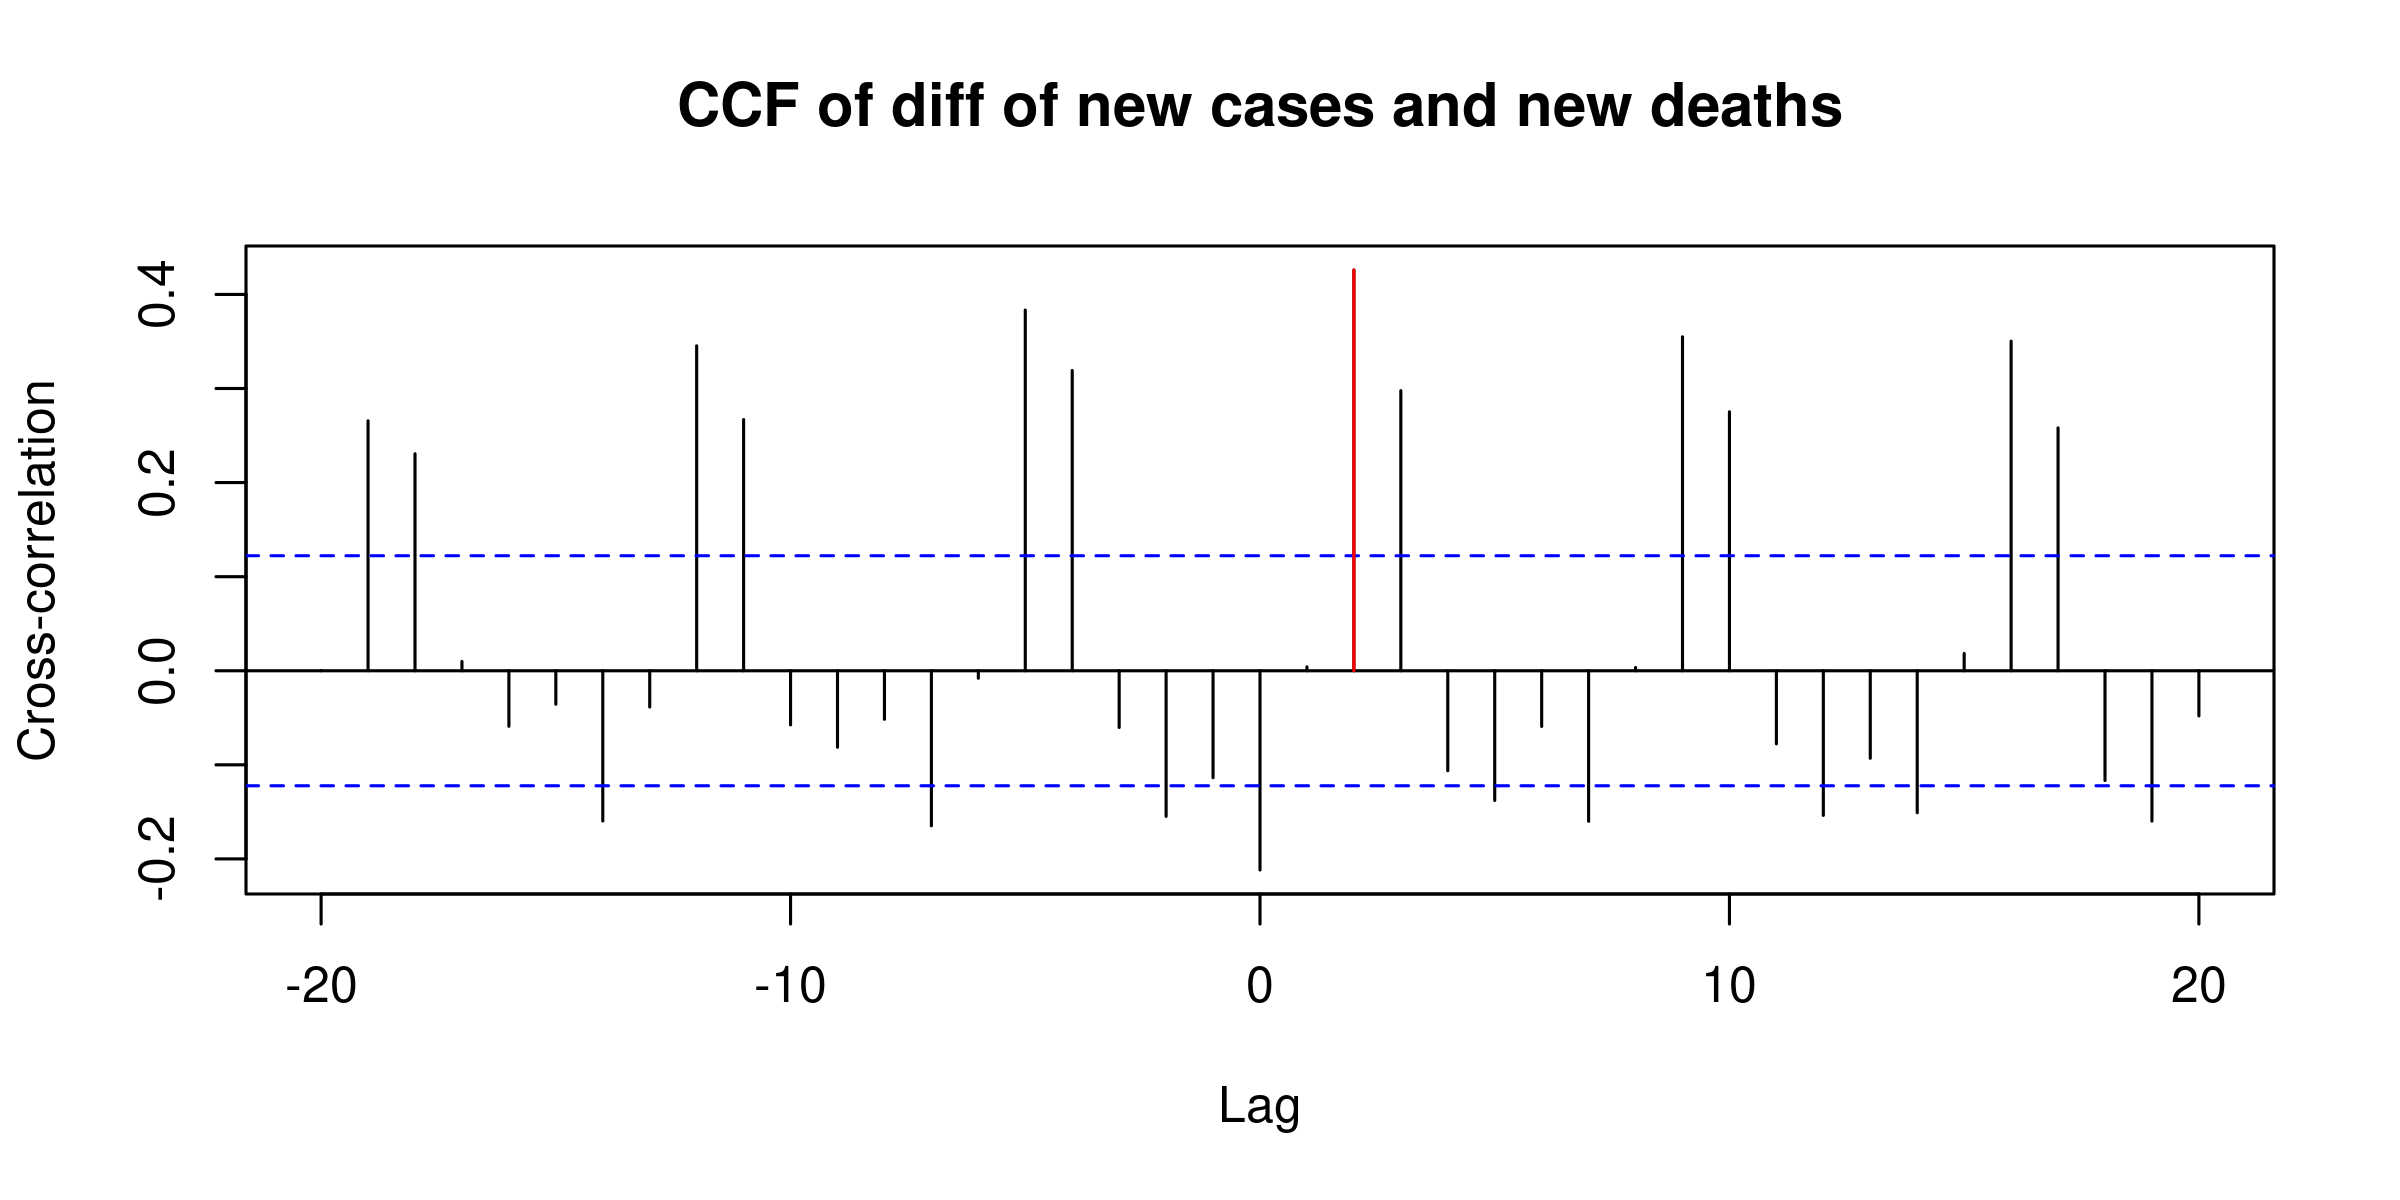 CCF of diff of new cases and new deaths
Cross-correlation
0.4
0.2
0.0
-0.2
-20 -10 0 10 20
Lag